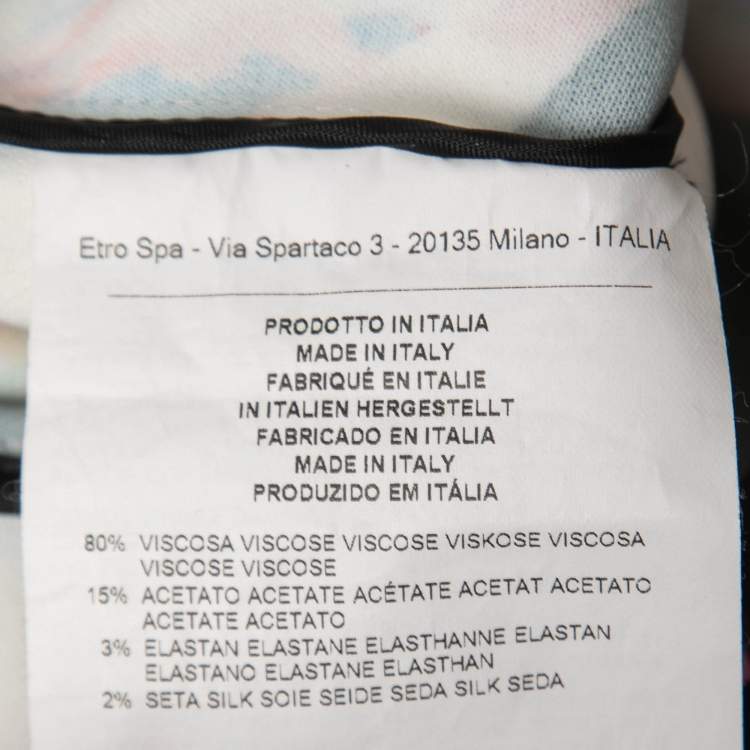 Etro Spa - Via Spartaco 3 - 20135 Milano - ITALIA
PRODOTTO IN ITALIA
MADE IN ITALY
FABRIQUÉ EN ITALIE
IN ITALIEN HERGESTELLT
FABRICADO EN ITALIA
MADE IN ITALY
PRODUZIDO EM ITÁLIA
80% VISCOSA VISCOSE VISCOSE VISKOSE VISCOSA
VISCOSE VISCOSE
15% ACETATO ACETATE ACÉTATE ACETAT ACETATO
ACETATE ACETATO
3% ELASTAN ELASTANE ELASTHANNE ELASTAN
ELASTANO ELASTANE ELASTHAN
2% SETA SILK SOIE SEIDE SEDA SILK SEDA